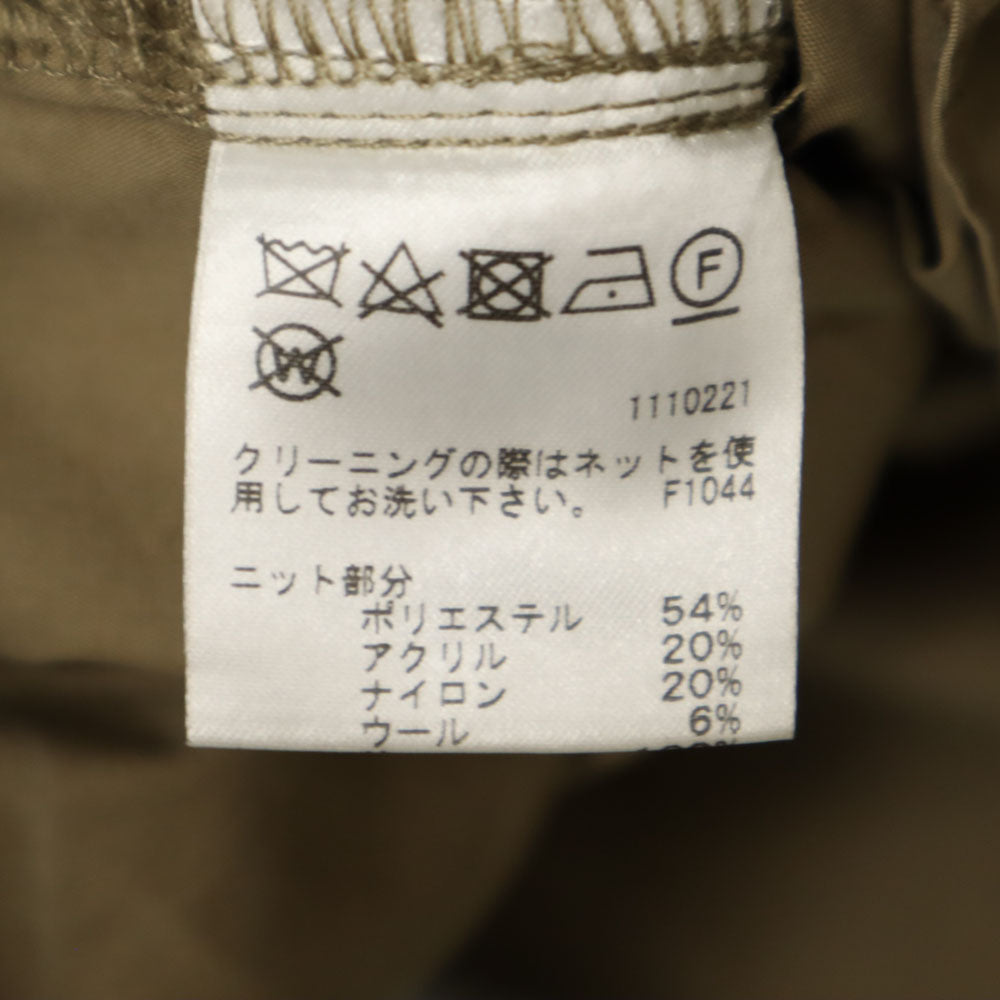 F
W
1110221
クリーニングの際はネットを使
用してお洗い下さい。 F1044
ニット部分
ポリエステル 54%
アクリル 20%
ナイロン 20%
ウール 6%